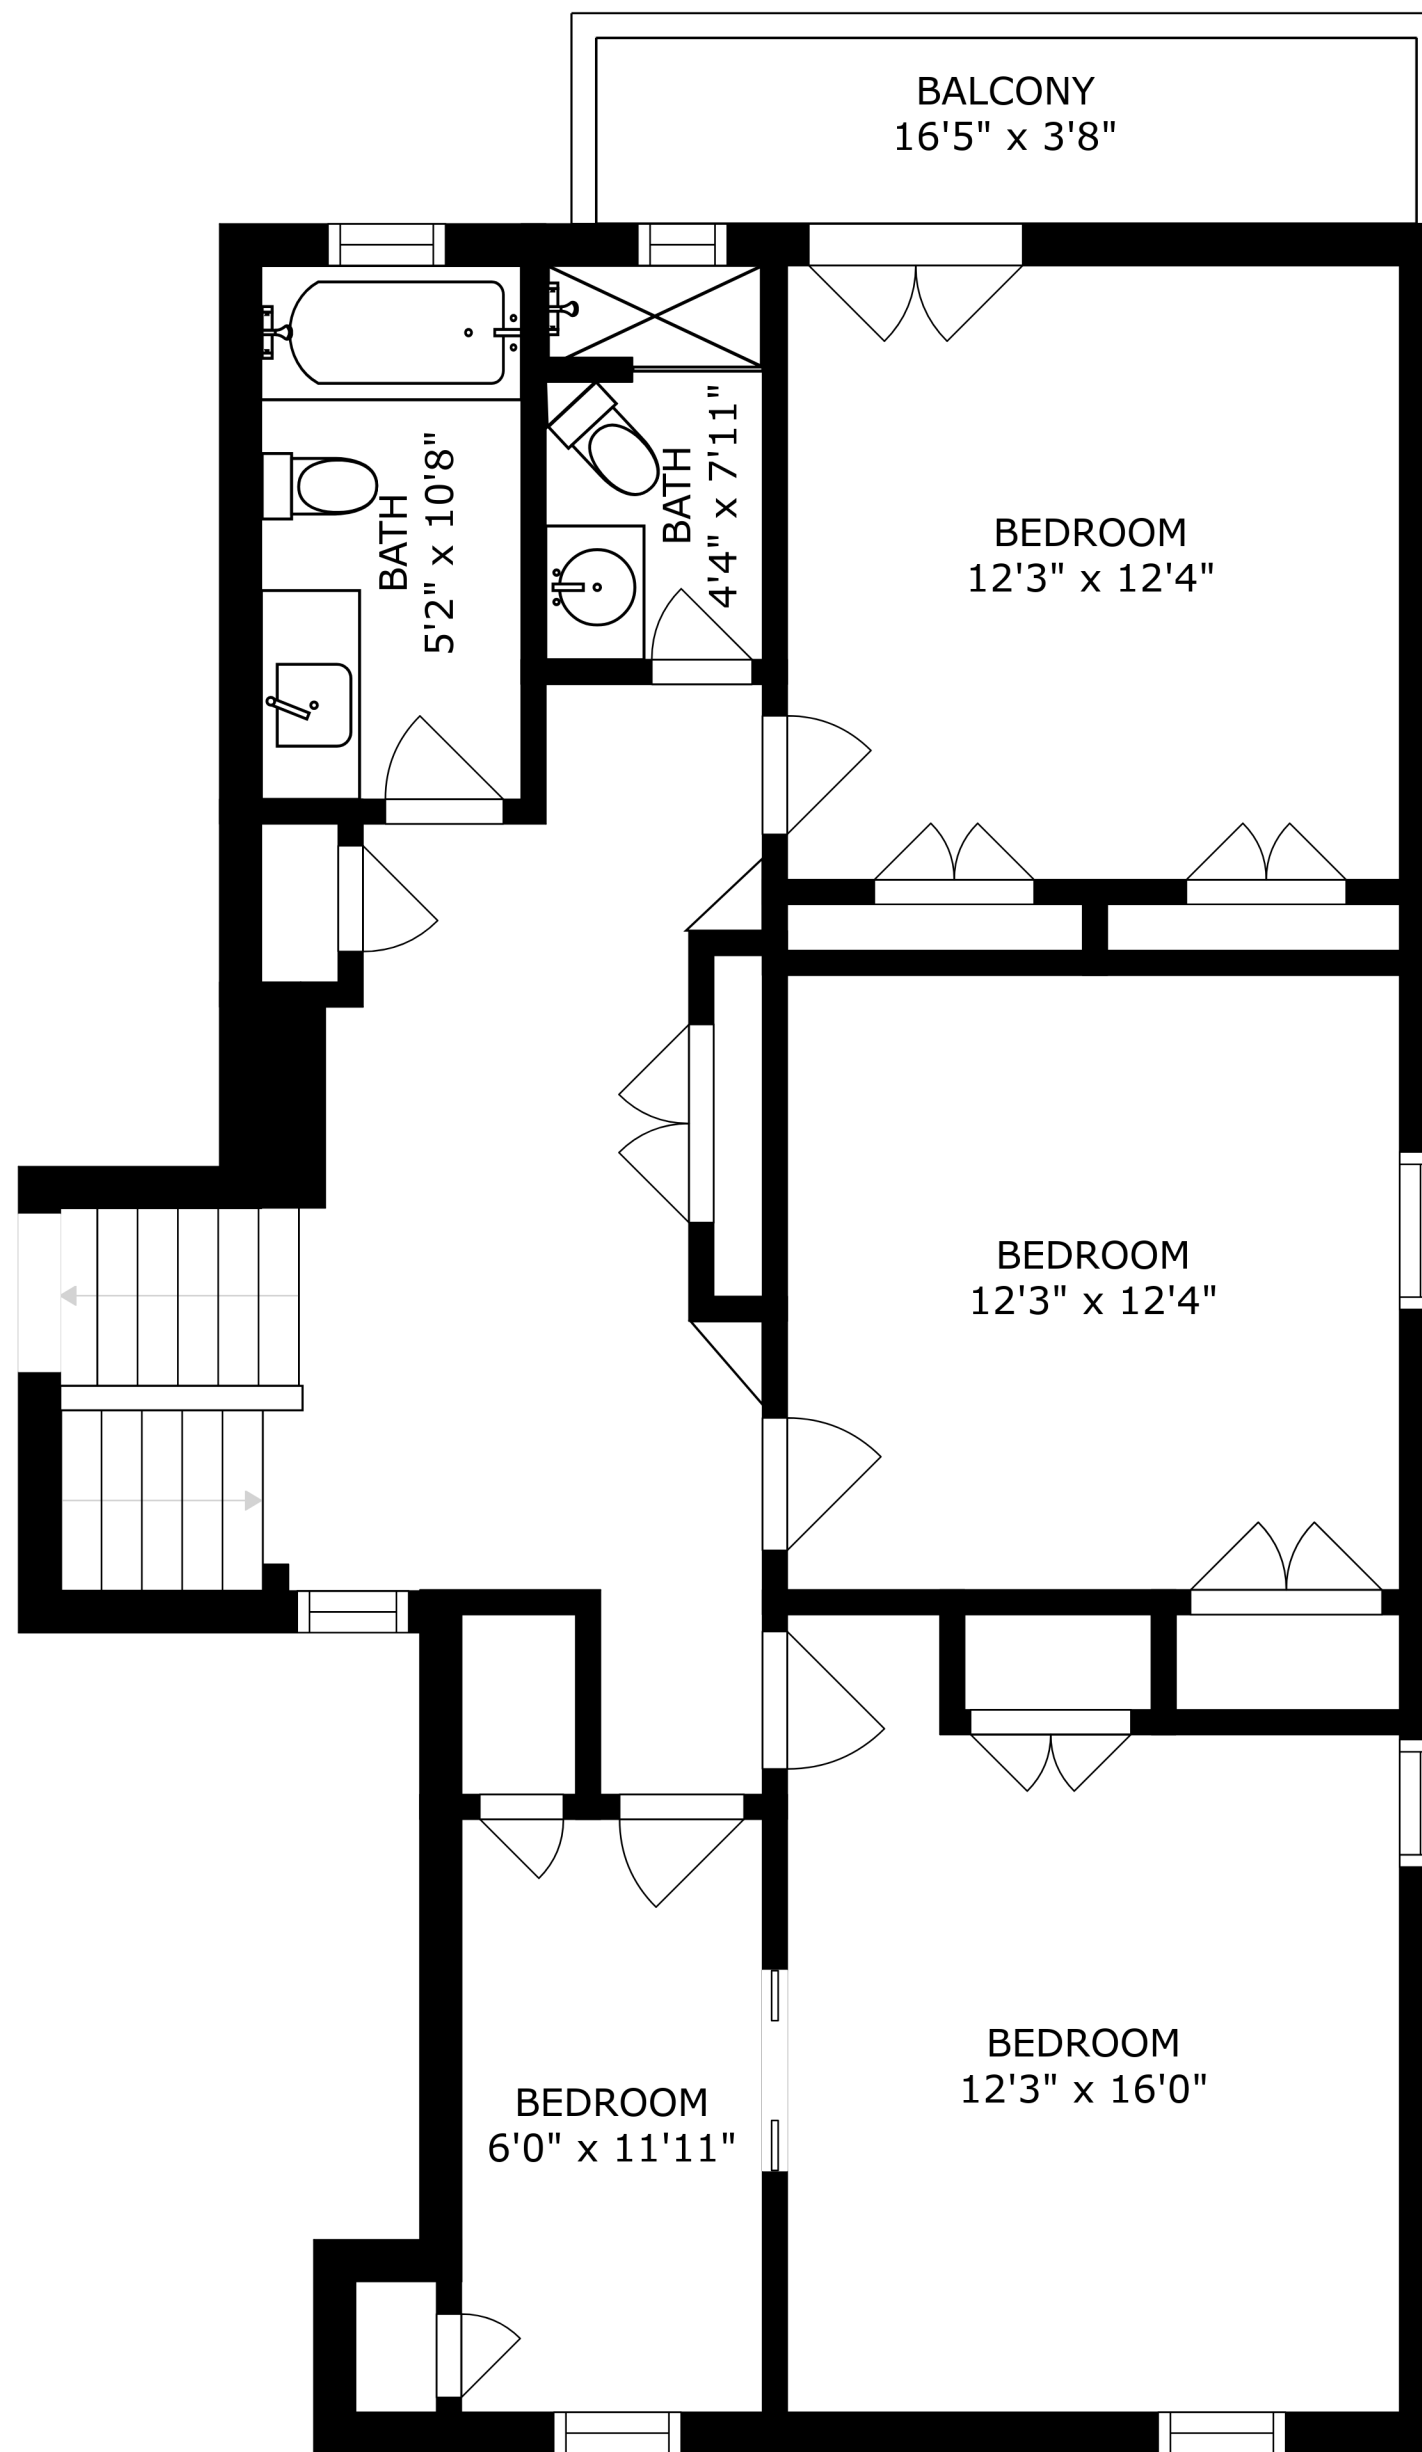 BALCONY
16'5" x 3'8"
BATH
5'2" x 10'8"
BATH
4'4" x 7'11"
BEDROOM
12'3" x 12'4"
BEDROOM
12'3" x 12'4"
BEDROOM
12'3" x 16'0"
BEDROOM
6'0" x 11'11"